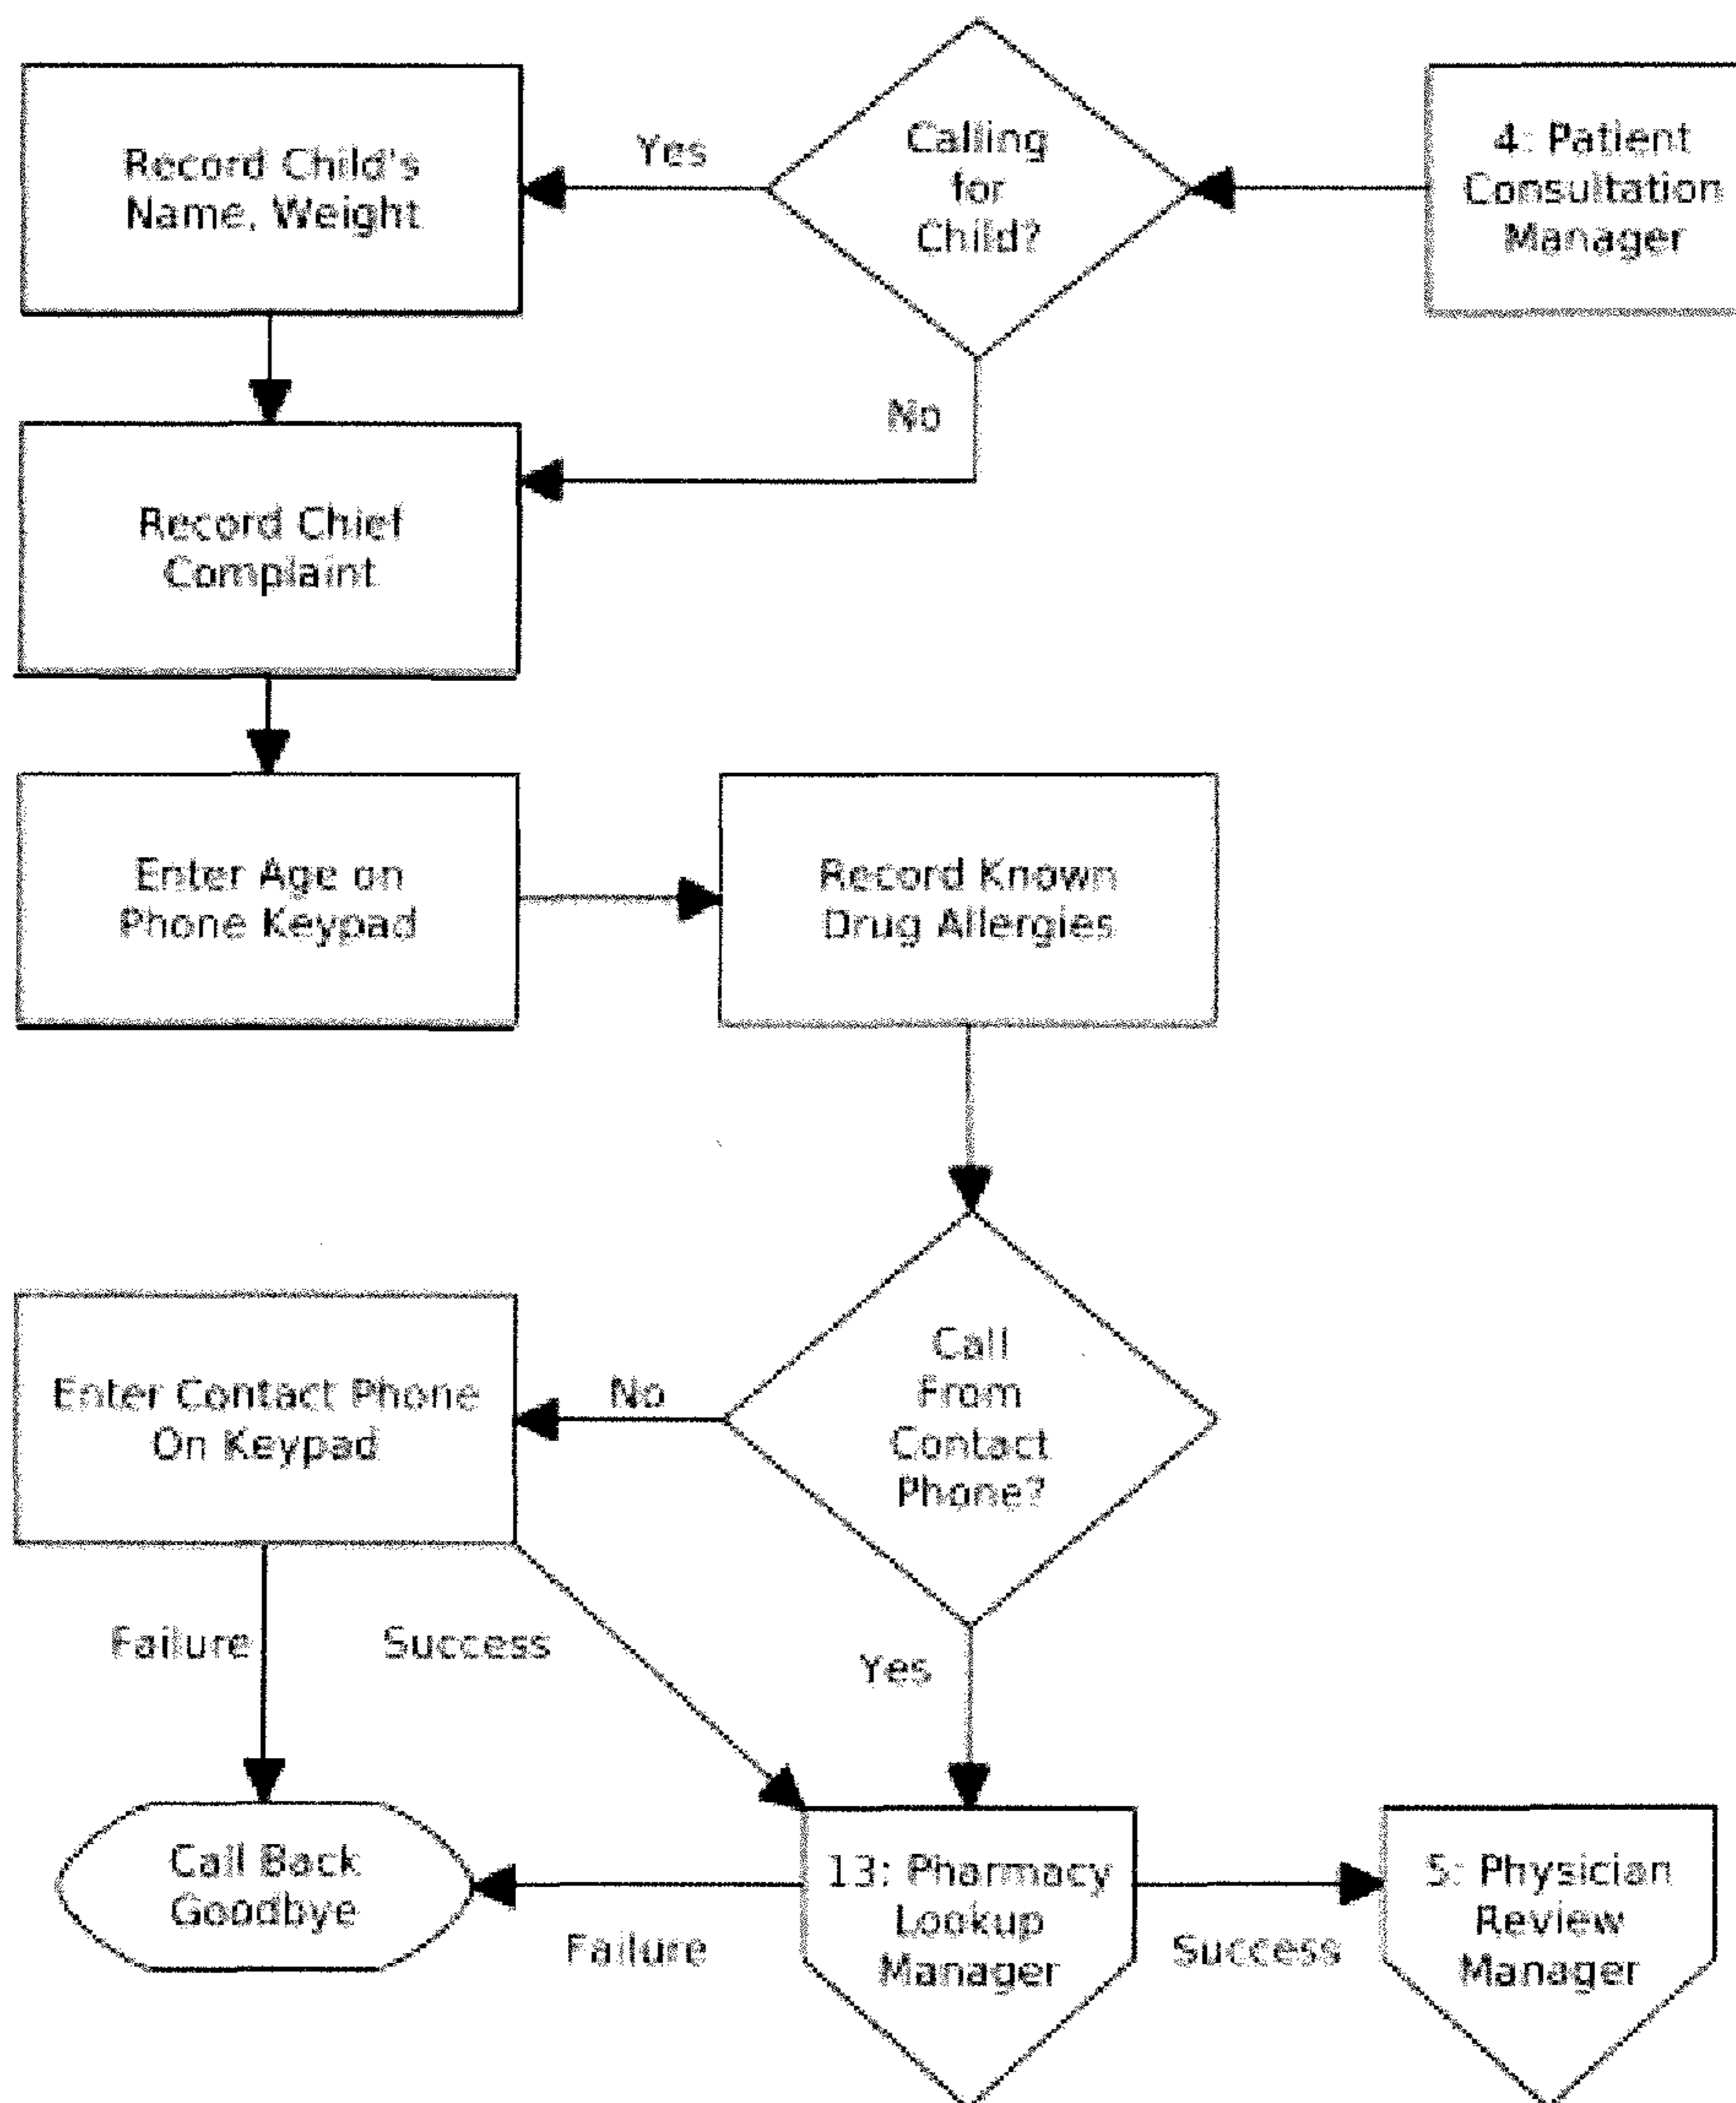 Record Child's
Name, Weight
Yes
Calling
for
Child?
4: Patient
Consultation
Manager
No
Record Chief
Complaint
Enter Age on
Phone Keypad
Record Known
Drug Allergies
Enter Contact Phone
On Keypad
No
Call
From
Contact
Phone?
Failure
Success
Yes
Call Back
Goodbye
Failure
13: Pharmacy
Lookup
Manager
Success
5: Physician
Review
Manager